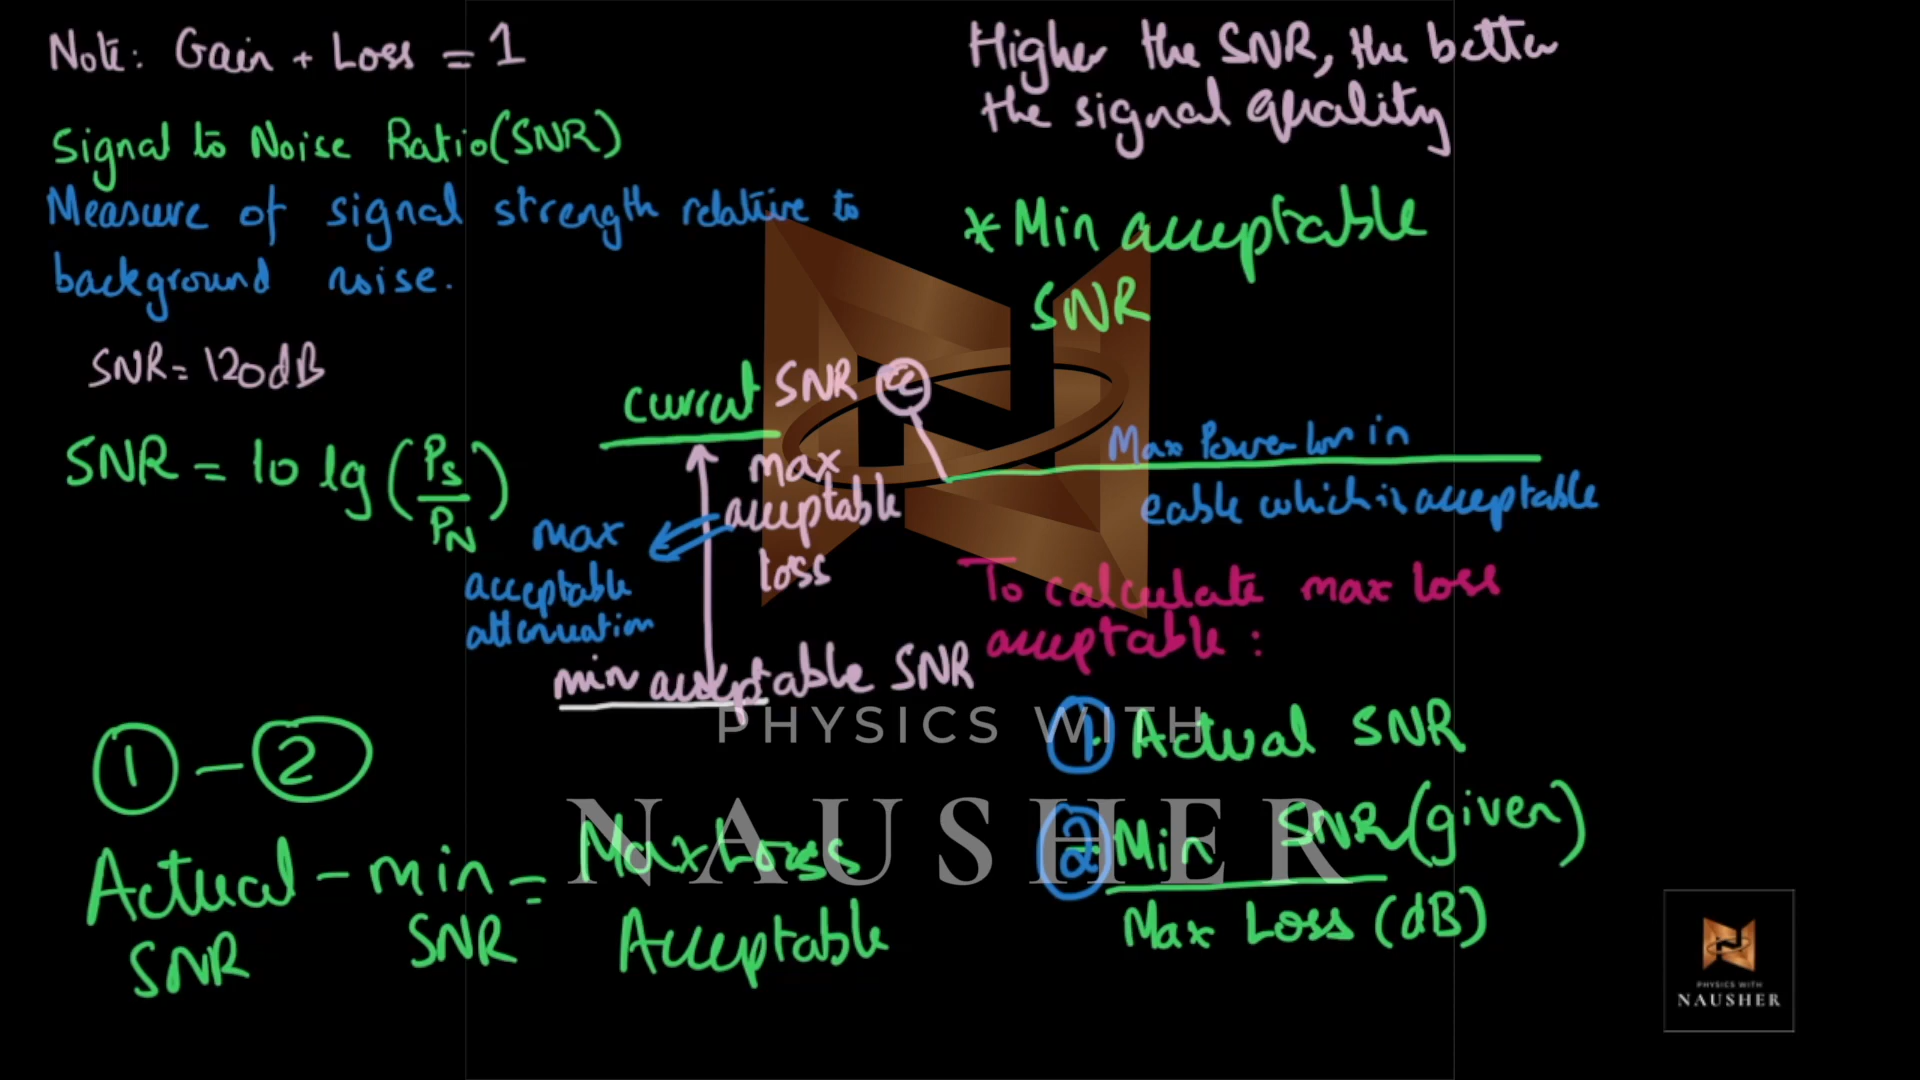 Note: Gain + Loss = 1
Signal to Noise Ratio (SNR)
Measure of signal strength relative to
background noise.
SNR = 120dB
SNR = 10 lg (PS/PN)
Higher the SNR, the better
the signal quality
* Min acceptable
SNR
current SNR
max
acceptable
loss
max
acceptable
attenuation
min acceptable SNR
Max Power loss in
cable which is acceptable
To calculate max loss
acceptable :
1 Actual SNR
2 Min SNR (given)
Max Loss (dB)
1 - 2
Actual SNR - min SNR = Max Loss Acceptable
PHYSICS WITH
NAUSHER
PHYSICS WITH
NAUSHER